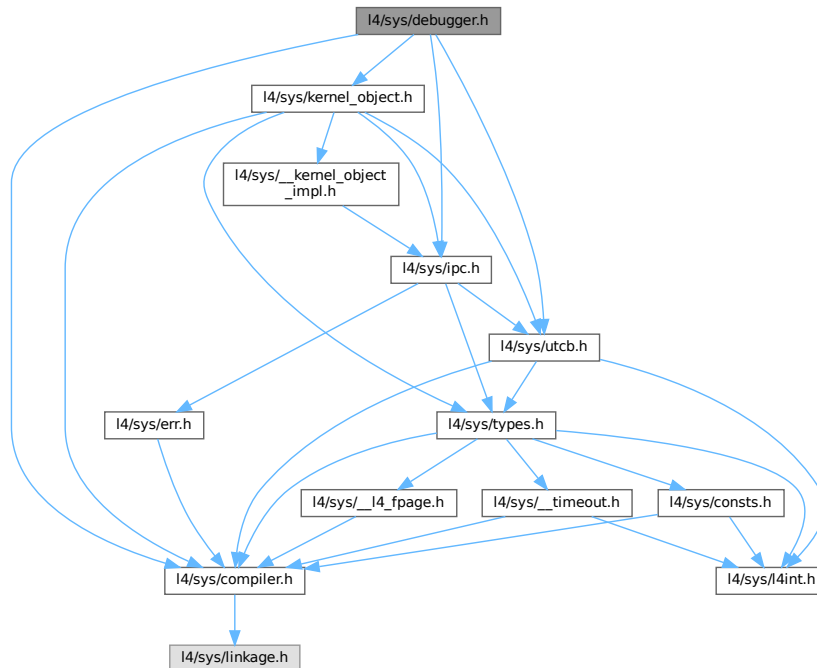 l4/sys/debugger.h
l4/sys/kernel_object.h
l4/sys/__kernel_object
_impl.h
l4/sys/ipc.h
l4/sys/utcb.h
l4/sys/err.h
l4/sys/types.h
l4/sys/__l4_fpage.h
l4/sys/__timeout.h
l4/sys/consts.h
l4/sys/compiler.h
l4/sys/l4int.h
l4/sys/linkage.h